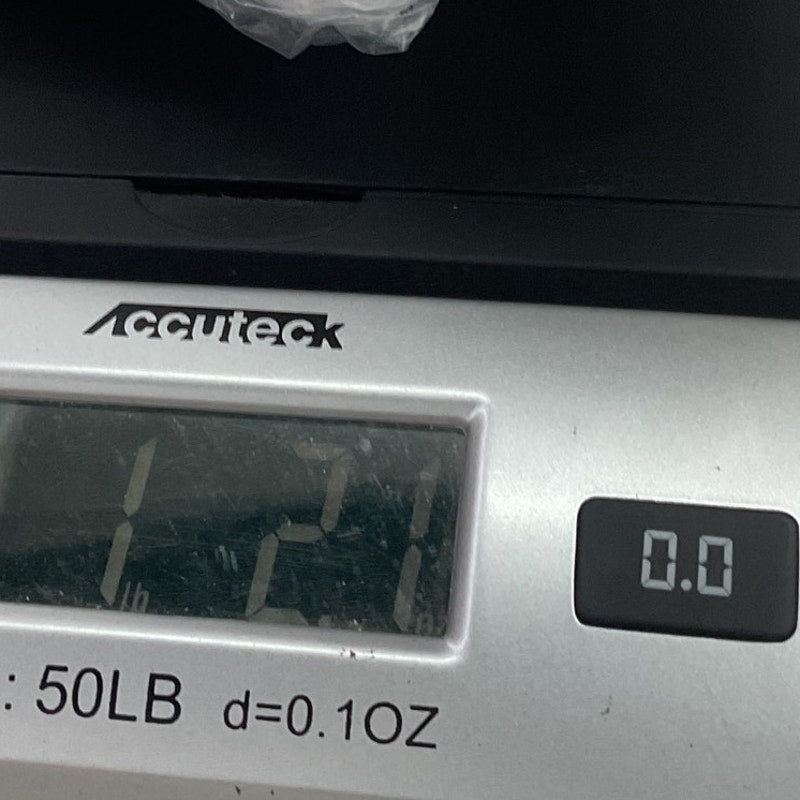 Accuteck
1 lb 2.1 oz
0.0
: 50LB d=0.1OZ